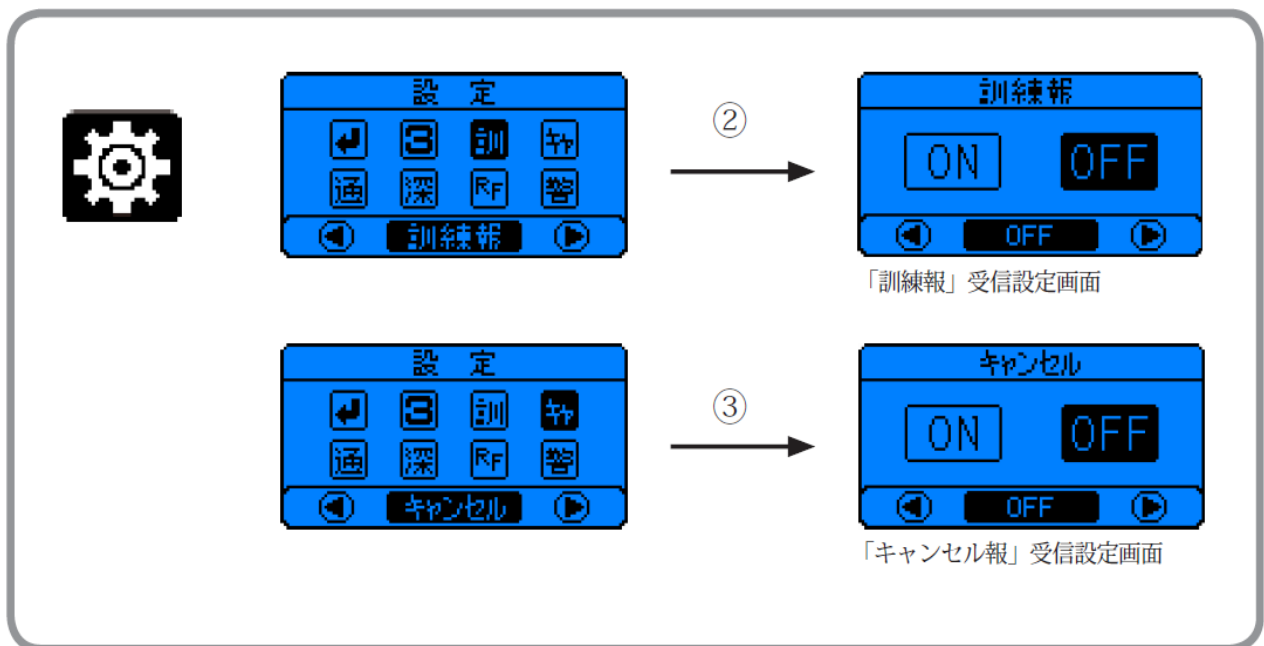 設 定
3 訓 キャ
通 深 RF 警
訓練報
②
訓練報
ON OFF
OFF
「訓練報」受信設定画面
設 定
3 訓 キャ
通 深 RF 警
キャンセル
③
キャンセル
ON OFF
OFF
「キャンセル報」受信設定画面